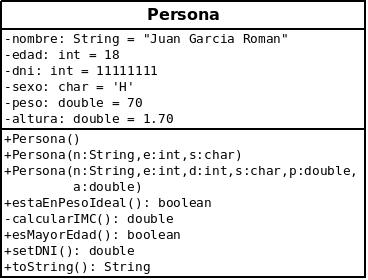 Persona
-nombre: String = "Juan Garcia Roman"
-edad: int = 18
-dni: int = 11111111
-sexo: char = 'H'
-peso: double = 70
-altura: double = 1.70
+Persona()
+Persona(n:String,e:int,s:char)
+Persona(n:String,e:int,d:int,s:char,p:double,
a:double)
+estaEnPesoIdeal(): boolean
-calcularIMC(): double
+esMayorEdad(): boolean
+setDNI(): double
+toString(): String